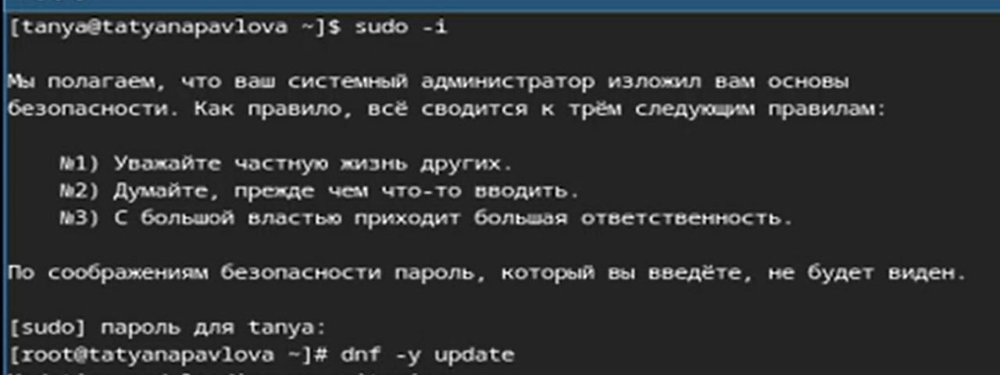 [tanya@tatyanapavlova ~]$ sudo -i
Мы полагаем, что ваш системный администратор изложил вам основы
безопасности. Как правило, всё сводится к трём следующим правилам:
№1) Уважайте частную жизнь других.
№2) Думайте, прежде чем что-то вводить.
№3) С большой властью приходит большая ответственность.
По соображениям безопасности пароль, который вы введёте, не будет виден.
[sudo] пароль для tanya:
[root@tatyanapavlova ~]# dnf -y update